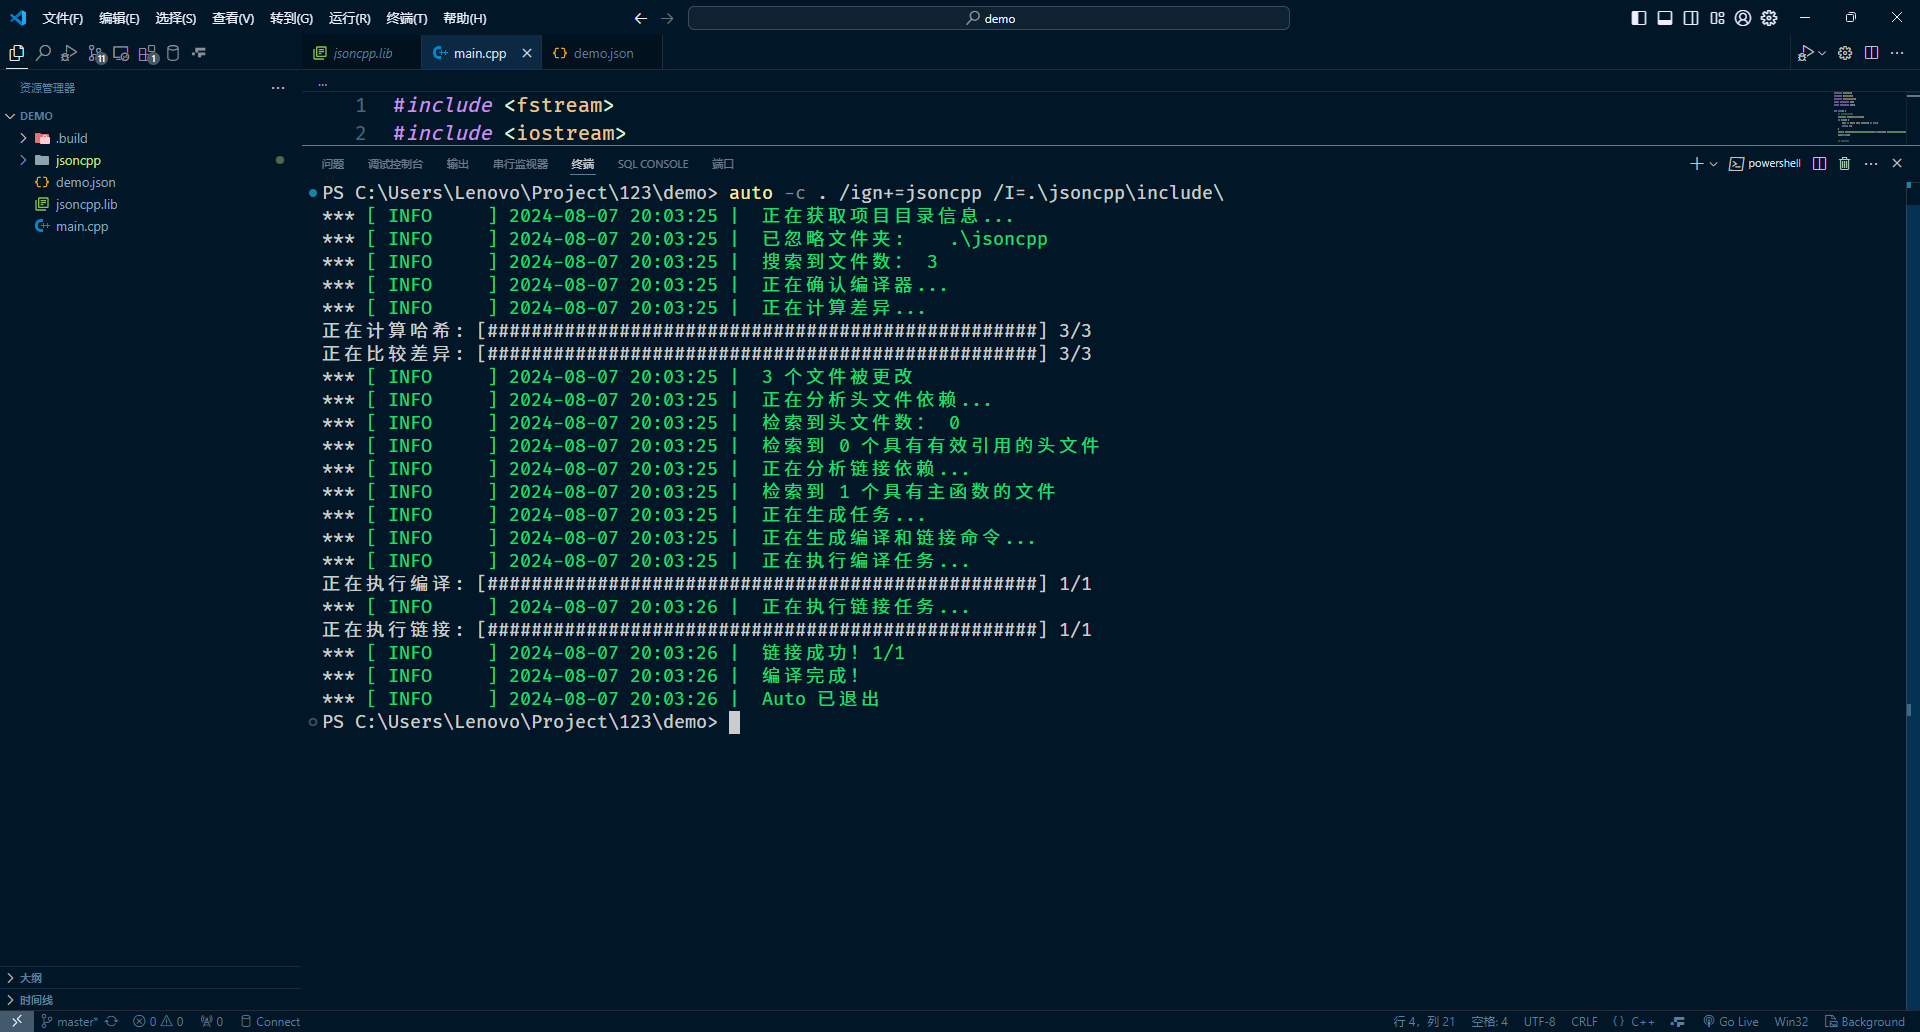 文件(F) 编辑(E) 选择(S) 查看(V) 转到(G) 运行(R) 终端(T) 帮助(H) demo
11 1
jsoncpp.lib main.cpp demo.json
资源管理器 ...
...
DEMO
.build
jsoncpp
demo.json
jsoncpp.lib
main.cpp
1 #include <fstream>
2 #include <iostream>
问题 调试控制台 输出 串行监视器 终端 SQL CONSOLE 端口 powershell
PS C:\Users\Lenovo\Project\123\demo> auto -c . /ign+=jsoncpp /I=.\jsoncpp\include\
*** [ INFO ] 2024-08-07 20:03:25 | 正在获取项目目录信息...
*** [ INFO ] 2024-08-07 20:03:25 | 已忽略文件夹: .\jsoncpp
*** [ INFO ] 2024-08-07 20:03:25 | 搜索到文件数: 3
*** [ INFO ] 2024-08-07 20:03:25 | 正在确认编译器...
*** [ INFO ] 2024-08-07 20:03:25 | 正在计算差异...
正在计算哈希: [##################################################] 3/3
正在比较差异: [##################################################] 3/3
*** [ INFO ] 2024-08-07 20:03:25 | 3 个文件被更改
*** [ INFO ] 2024-08-07 20:03:25 | 正在分析头文件依赖...
*** [ INFO ] 2024-08-07 20:03:25 | 检索到头文件数: 0
*** [ INFO ] 2024-08-07 20:03:25 | 检索到 0 个具有有效引用的头文件
*** [ INFO ] 2024-08-07 20:03:25 | 正在分析链接依赖...
*** [ INFO ] 2024-08-07 20:03:25 | 检索到 1 个具有主函数的文件
*** [ INFO ] 2024-08-07 20:03:25 | 正在生成任务...
*** [ INFO ] 2024-08-07 20:03:25 | 正在生成编译和链接命令...
*** [ INFO ] 2024-08-07 20:03:25 | 正在执行编译任务...
正在执行编译: [##################################################] 1/1
*** [ INFO ] 2024-08-07 20:03:26 | 正在执行链接任务...
正在执行链接: [##################################################] 1/1
*** [ INFO ] 2024-08-07 20:03:26 | 链接成功! 1/1
*** [ INFO ] 2024-08-07 20:03:26 | 编译完成!
*** [ INFO ] 2024-08-07 20:03:26 | Auto 已退出
PS C:\Users\Lenovo\Project\123\demo>
大纲
时间线
master* 0 0 0 Connect 行 4，列 21 空格: 4 UTF-8 CRLF {} C++ Go Live Win32 Background